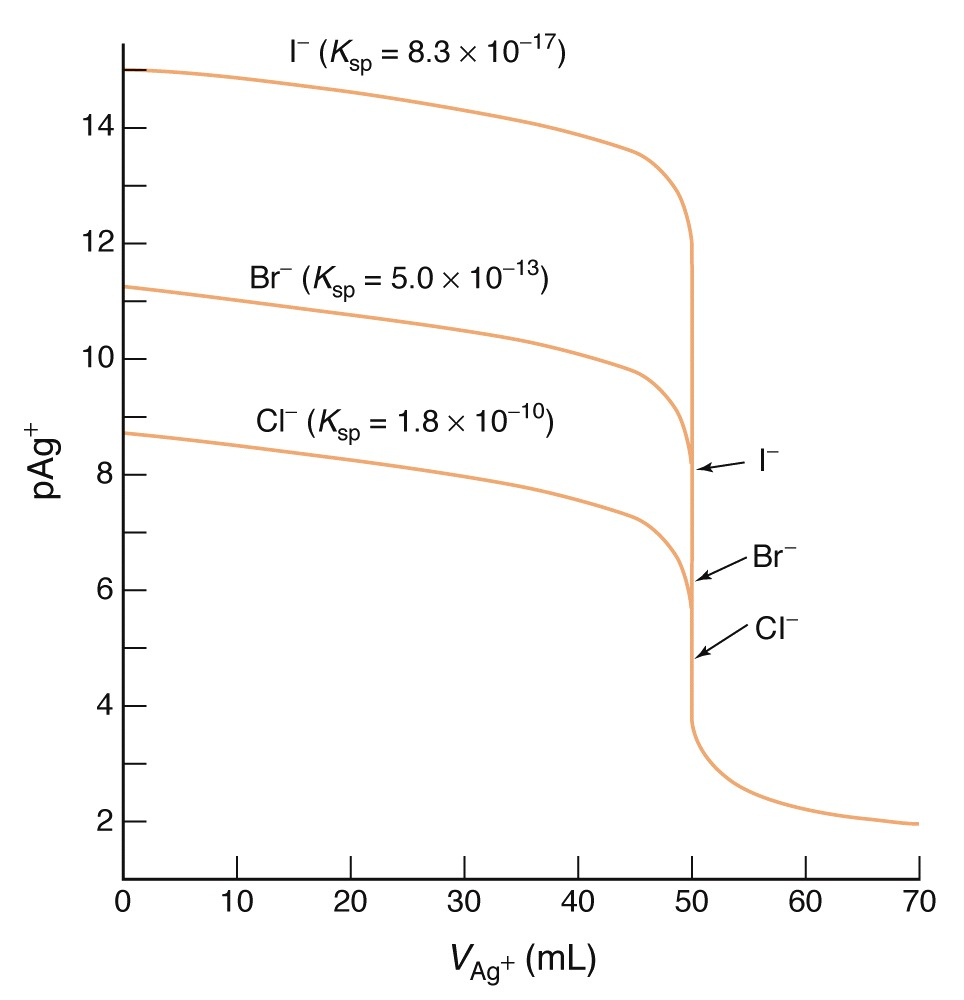 I⁻ (Ksp = 8.3 × 10⁻¹⁷)
14
12
Br⁻ (Ksp = 5.0 × 10⁻¹³)
10
Cl⁻ (Ksp = 1.8 × 10⁻¹⁰)
pAg⁺
8
I⁻
Br⁻
6
Cl⁻
4
2
0 10 20 30 40 50 60 70
VAg⁺ (mL)